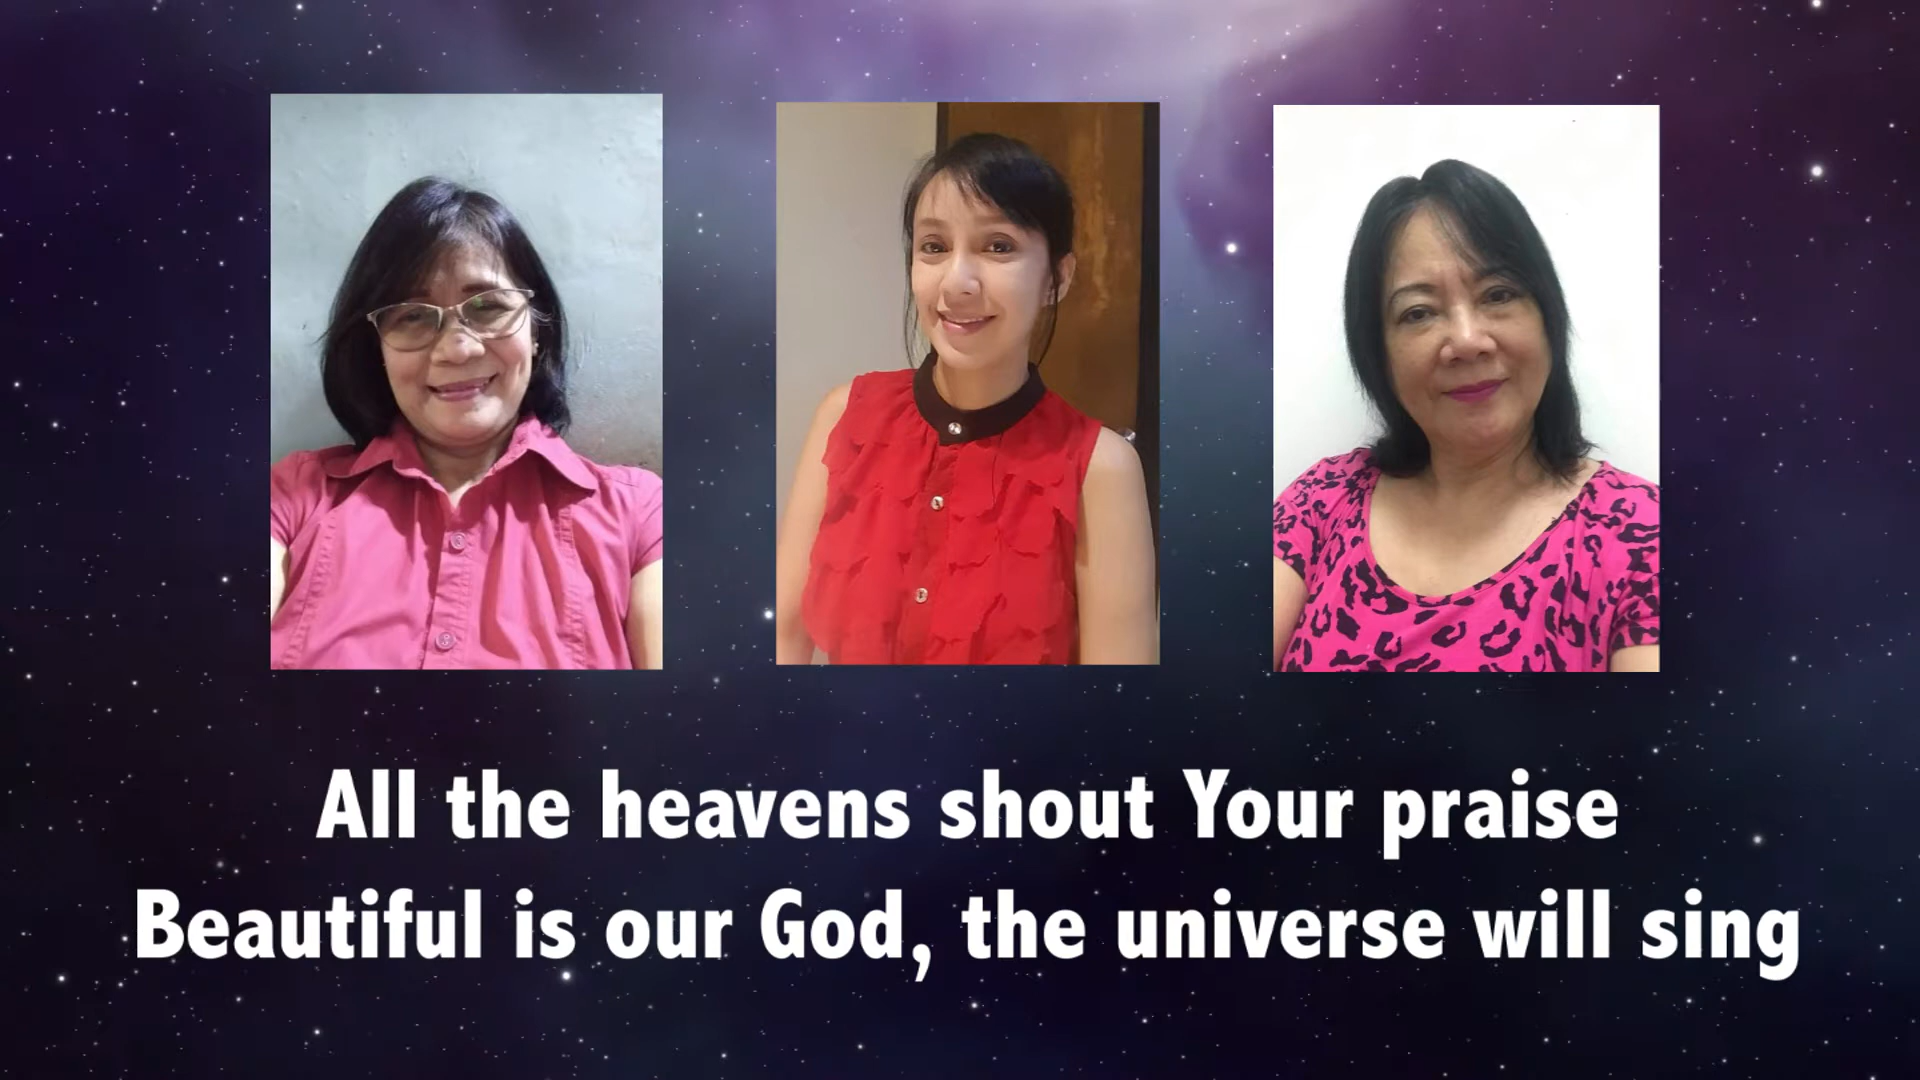 All the heavens shout Your praise
Beautiful is our God, the universe will sing